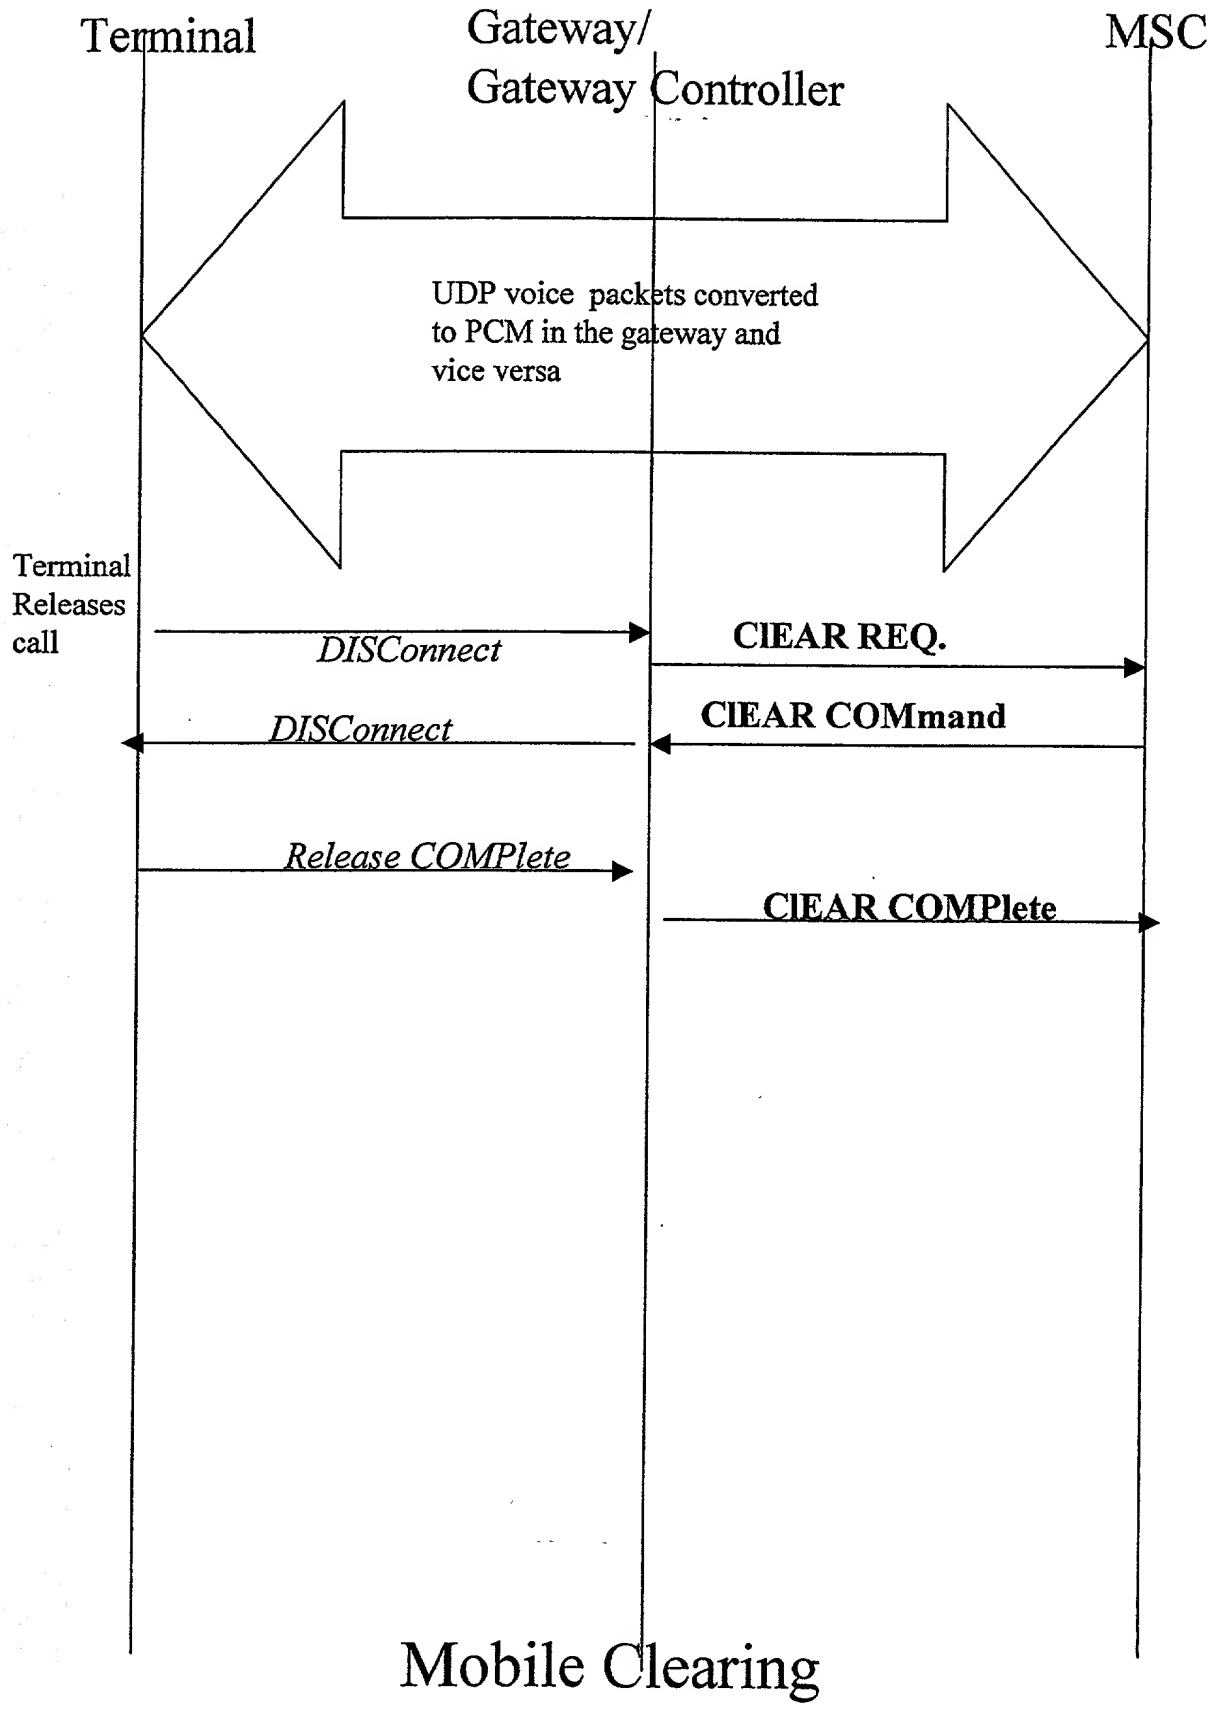 Terminal
Gateway/
Gateway Controller
MSC
UDP voice packets converted
to PCM in the gateway and
vice versa
Terminal
Releases
call
DISConnect
ClEAR REQ.
DISConnect
ClEAR COMmand
Release COMPlete
ClEAR COMPlete
Mobile Clearing